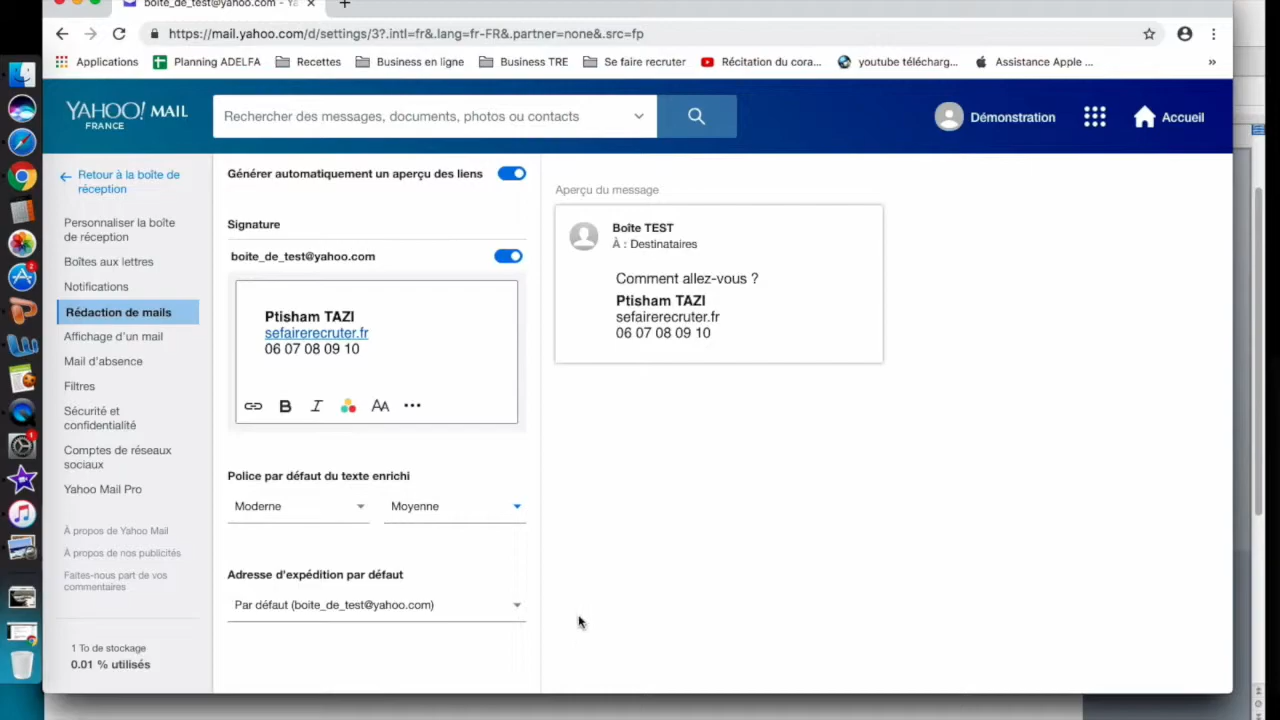 boite_de_test@yahoo.com - Ya
https://mail.yahoo.com/d/settings/3?.intl=fr&.lang=fr-FR&.partner=none&.src=fp
Applications
Planning ADELFA
Recettes
Business en ligne
Business TRE
Se faire recruter
Récitation du cora...
youtube télécharg...
Assistance Apple ...
»
YAHOO! MAIL
FRANCE
Rechercher des messages, documents, photos ou contacts
Démonstration
Accueil
Retour à la boîte de
réception
Personnaliser la boîte
de réception
Boîtes aux lettres
Notifications
Rédaction de mails
Affichage d'un mail
Mail d'absence
Filtres
Sécurité et
confidentialité
Comptes de réseaux
sociaux
Yahoo Mail Pro
À propos de Yahoo Mail
À propos de nos publicités
Faites-nous part de vos
commentaires
1 To de stockage
0.01 % utilisés
Générer automatiquement un aperçu des liens
Signature
boite_de_test@yahoo.com
Ptisham TAZI
sefairerecruter.fr
06 07 08 09 10
B I AA
Police par défaut du texte enrichi
Moderne
Moyenne
Adresse d'expédition par défaut
Par défaut (boite_de_test@yahoo.com)
Aperçu du message
Boîte TEST
À : Destinataires
Comment allez-vous ?
Ptisham TAZI
sefairerecruter.fr
06 07 08 09 10